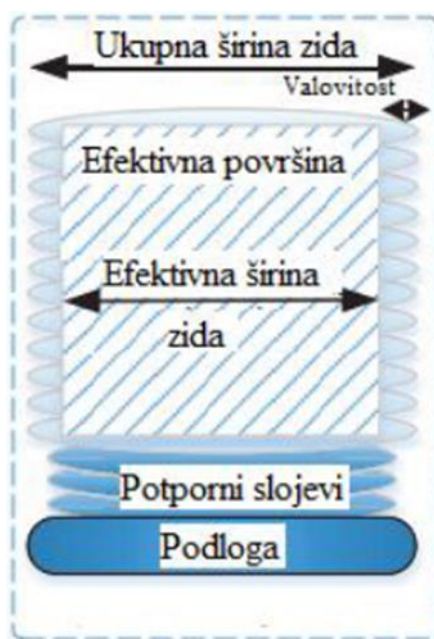 Ukupna širina zida
Valovitost
Efektivna površina
Efektivna širina
zida
Potporni slojevi
Podloga